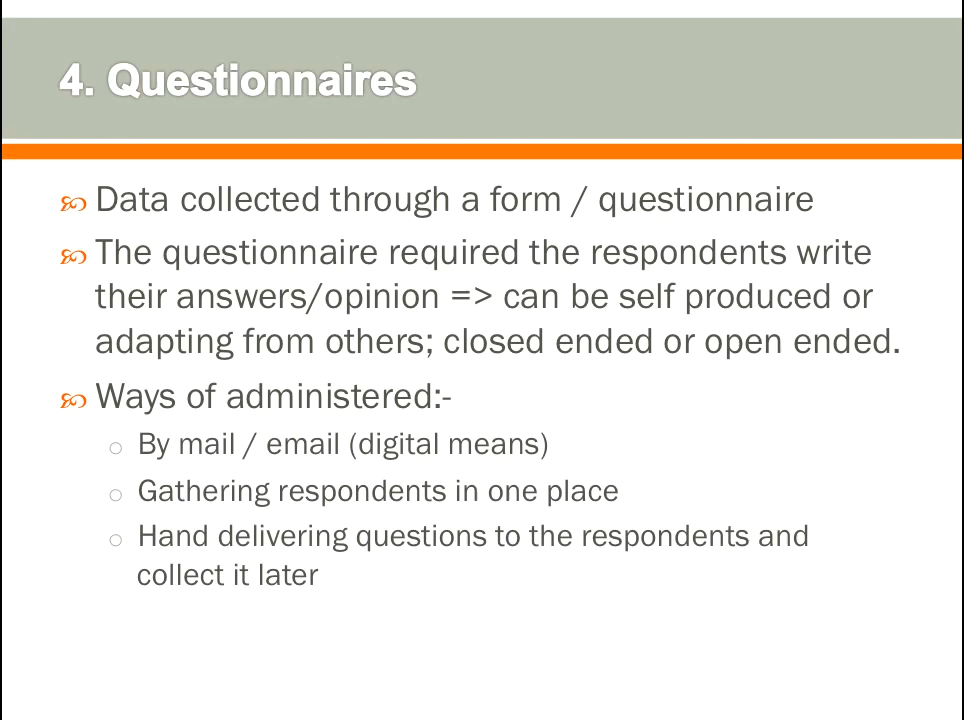 4. Questionnaires
Data collected through a form / questionnaire
The questionnaire required the respondents write
their answers/opinion => can be self produced or
adapting from others; closed ended or open ended.
Ways of administered:-
By mail / email (digital means)
Gathering respondents in one place
Hand delivering questions to the respondents and
collect it later